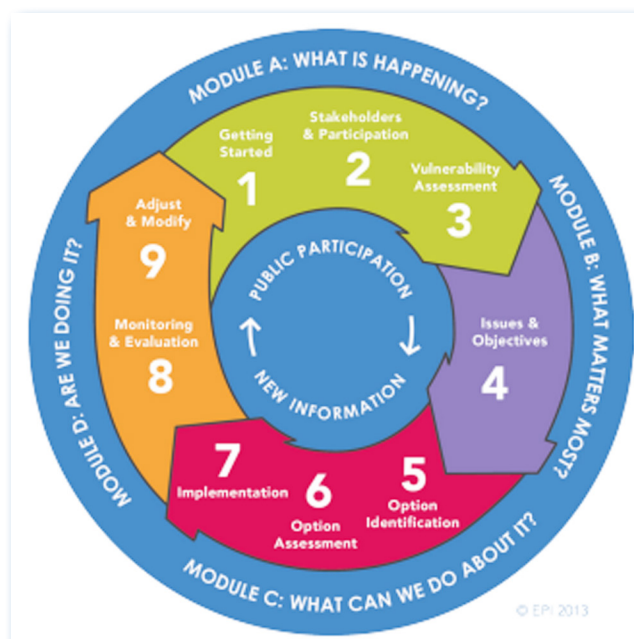 MODULE A: WHAT IS HAPPENING?
Getting
Started
1
Stakeholders
& Participation
2
Vulnerability
Assessment
3
MODULE B: WHAT MATTERS MOST?
Issues &
Objectives
4
MODULE C: WHAT CAN WE DO ABOUT IT?
5
Option
Identification
6
Option
Assessment
7
Implementation
MODULE D: ARE WE DOING IT?
Monitoring
& Evaluation
8
Adjust
& Modify
9
PUBLIC PARTICIPATION
NEW INFORMATION
© EPI 2013